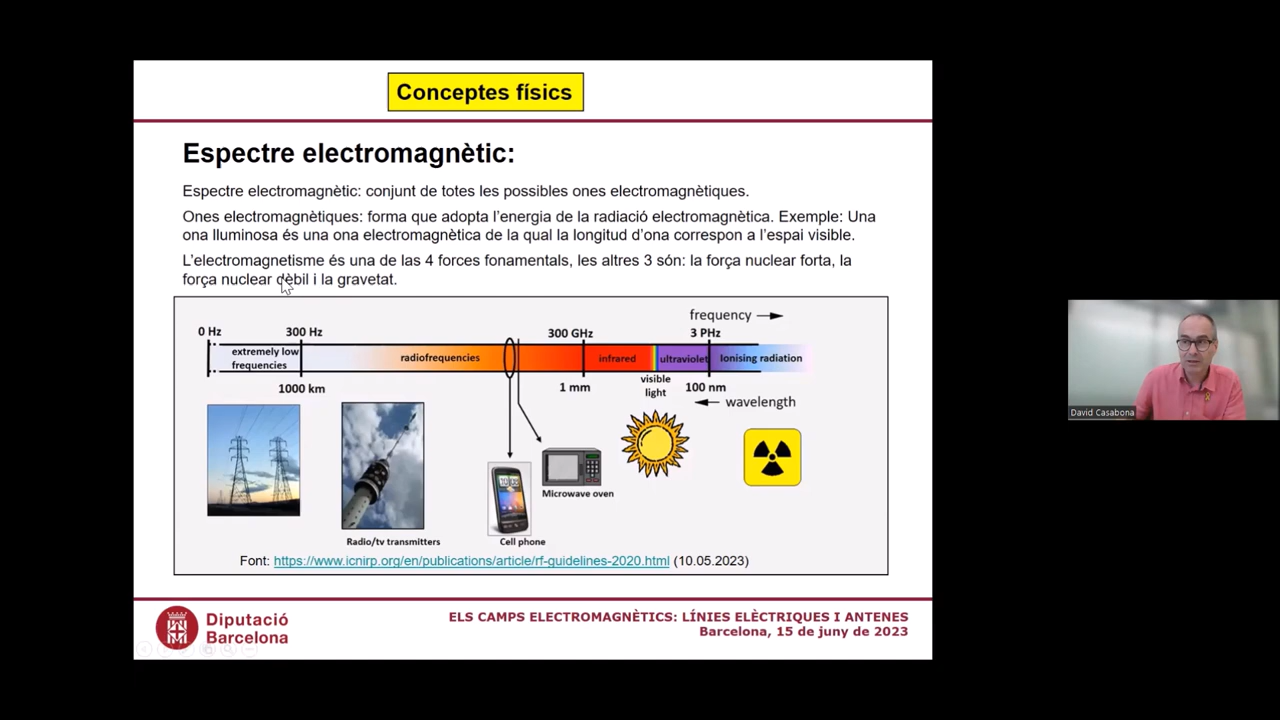 Conceptes físics
Espectre electromagnètic:
Espectre electromagnètic: conjunt de totes les possibles ones electromagnètiques.
Ones electromagnètiques: forma que adopta l'energia de la radiació electromagnètica. Exemple: Una
ona lluminosa és una ona electromagnètica de la qual la longitud d'ona correspon a l'espai visible.
L'electromagnetisme és una de las 4 forces fonamentals, les altres 3 són: la força nuclear forta, la
força nuclear dèbil i la gravetat.
frequency
0 Hz 300 Hz 300 GHz 3 PHz
extremely low
frequencies
radiofrequencies
infrared
ultraviolet
Ionising radiation
1000 km
1 mm
visible
light
100 nm
wavelength
Microwave oven
Radio/tv transmitters
Cell phone
Font: https://www.icnirp.org/en/publications/article/rf-guidelines-2020.html (10.05.2023)
Diputació
Barcelona
ELS CAMPS ELECTROMAGNÈTICS: LÍNIES ELÈCTRIQUES I ANTENES
Barcelona, 15 de juny de 2023
David Casabona